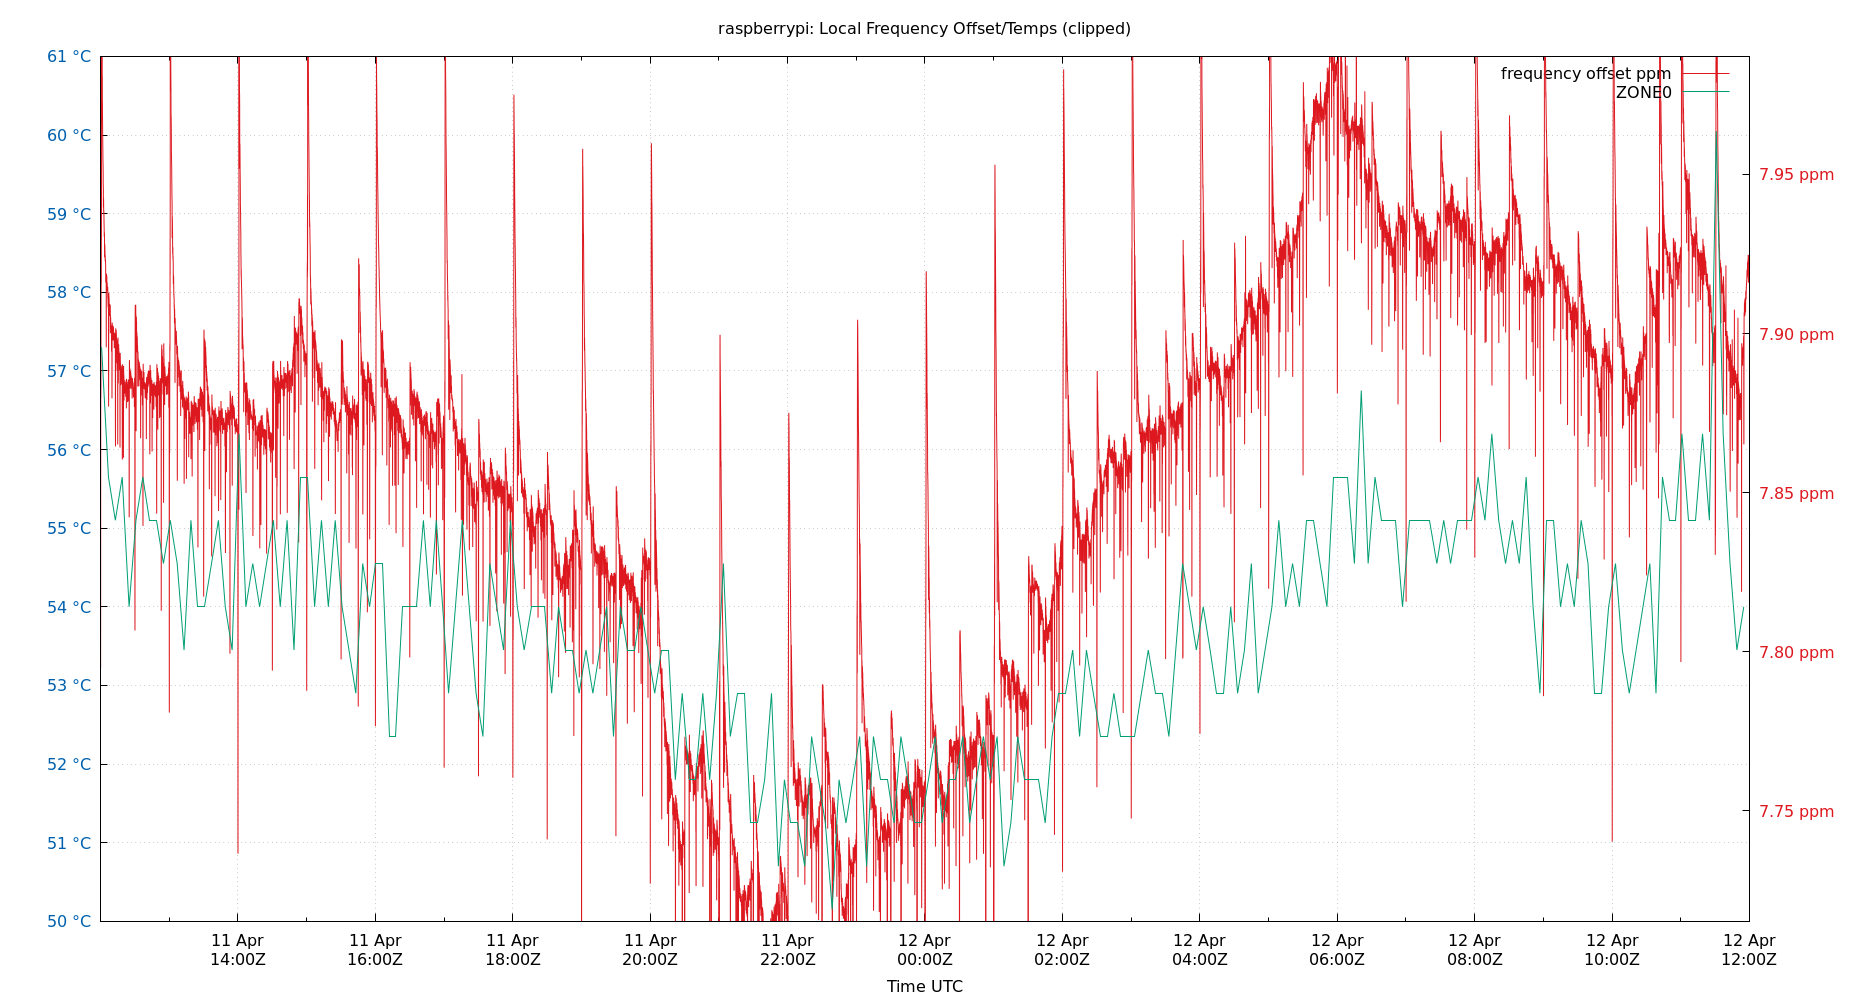 raspberrypi: Local Frequency Offset/Temps (clipped)
61 °C
60 °C
59 °C
58 °C
57 °C
56 °C
55 °C
54 °C
53 °C
52 °C
51 °C
50 °C
frequency offset ppm
ZONE0
7.95 ppm
7.90 ppm
7.85 ppm
7.80 ppm
7.75 ppm
11 Apr
14:00Z
11 Apr
16:00Z
11 Apr
18:00Z
11 Apr
20:00Z
11 Apr
22:00Z
12 Apr
00:00Z
12 Apr
02:00Z
12 Apr
04:00Z
12 Apr
06:00Z
12 Apr
08:00Z
12 Apr
10:00Z
12 Apr
12:00Z
Time UTC